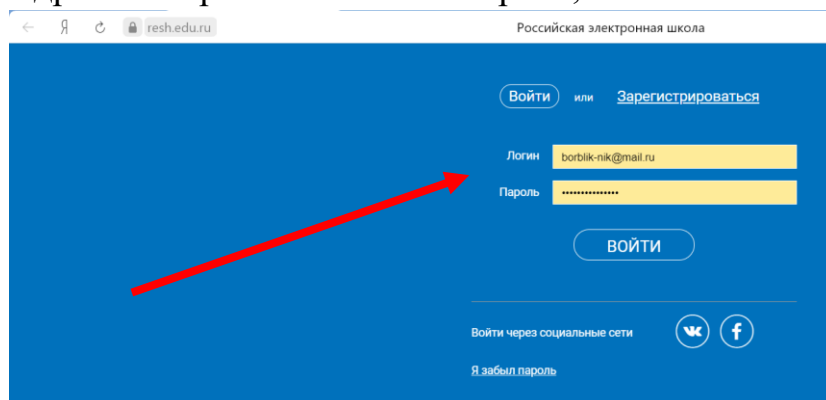 resh.edu.ru Российская электронная школа
Войти или Зарегистрироваться
Логин borblik-nik@mail.ru
Пароль ••••••••••••••
ВОЙТИ
Войти через социальные сети
Я забыл пароль